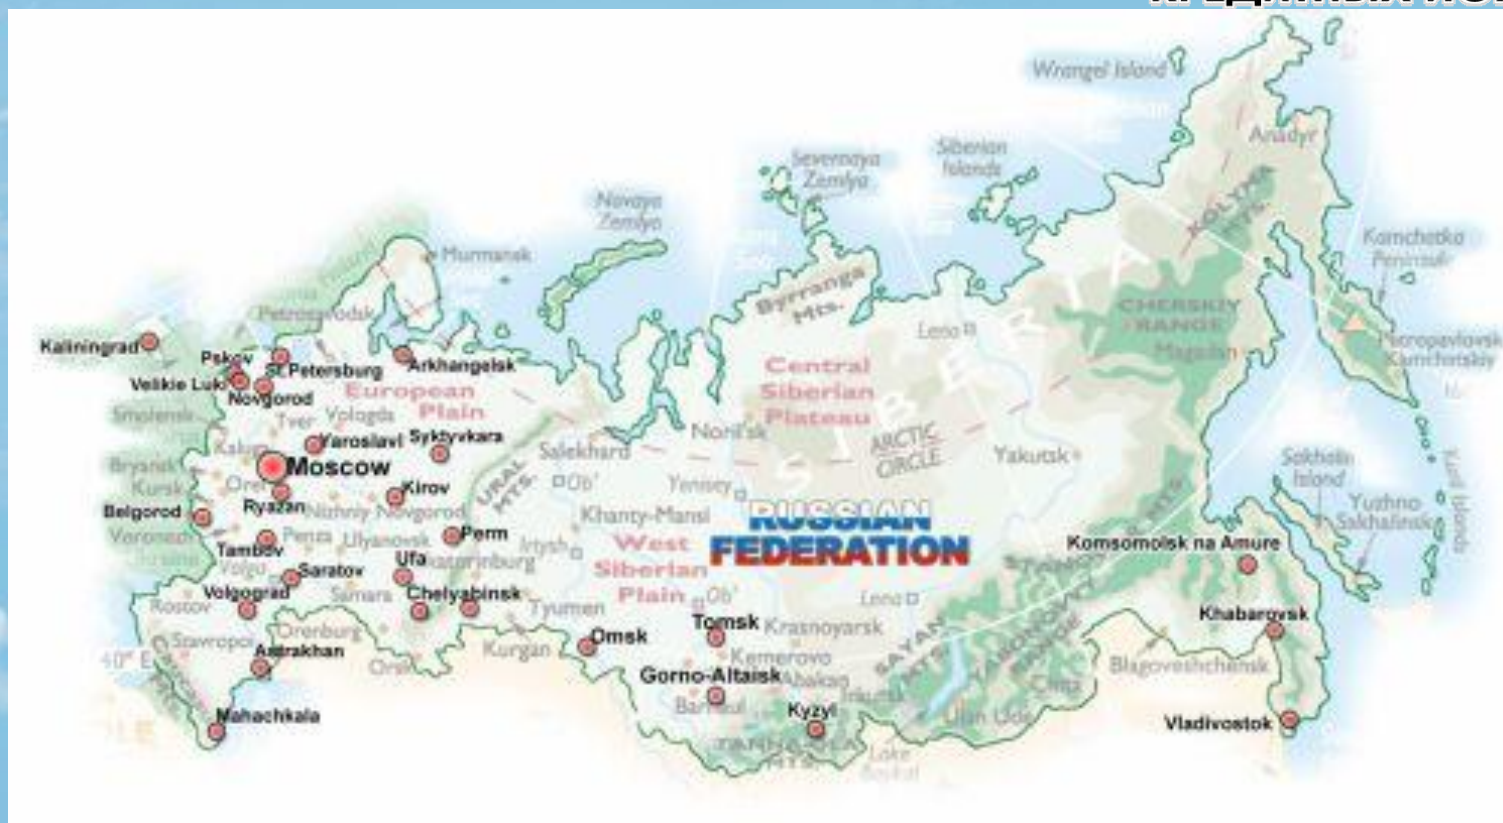 Wrangel Island
Anadyr
Severnaya
Zemlya
Siberian
Islands
Novaya
Zemlya
KOLYMA
MTS.
Kamchatka
Peninsula
Murmansk
Byrranga
Mts.
CHERSKIY
RANGE
Petrozavodsk
Kaliningrad
Pskov
St.Petersburg
Arkhangelsk
Lena
Magadan
Petropavlovsk
Kamchatskiy
Velikie Luki
Novgorod
European
Plain
Central
Siberian
Plateau
SIBERIA
Smolensk
Tver
Vologda
Kaluga
Yaroslavl
Syktyvkara
Salekhard
Noril'sk
ARCTIC
CIRCLE
Yakutsk
Bryansk
Moscow
URAL
MTS.
Ob'
Yenisey
Sakhalin
Island
Kursk
Orel
Kirov
Kuril Islands
Belgorod
Ryazan
Nizhniy Novgorod
Khanty-Mansi
RUSSIAN
FEDERATION
Yuzhno
Sakhalinsk
Voronezh
Penza
Ulyanovsk
Perm
Irtysh
West
Siberian
Plain
Komsomolsk na Amure
Tambov
Volga
Saratov
Ufa
Samara
Chelyabinsk
Tyumen
Ob'
Lena
Rostov
Volgograd
Khabarovsk
Stavropol
Orenburg
Kurgan
Omsk
Tomsk
Krasnoyarsk
SAYAN
MTS.
YABONOVYY
RANGE
40° E
Astrakhan
Orsk
Kemerovo
Blagoveshchensk
Gorno-Altaisk
Abakan
Irkutsk
Chita
Barnaul
Kyzyl
Ulan Ude
Mahachkala
Vladivostok
TANNA-OLA
MTS.
Lake
Baykal